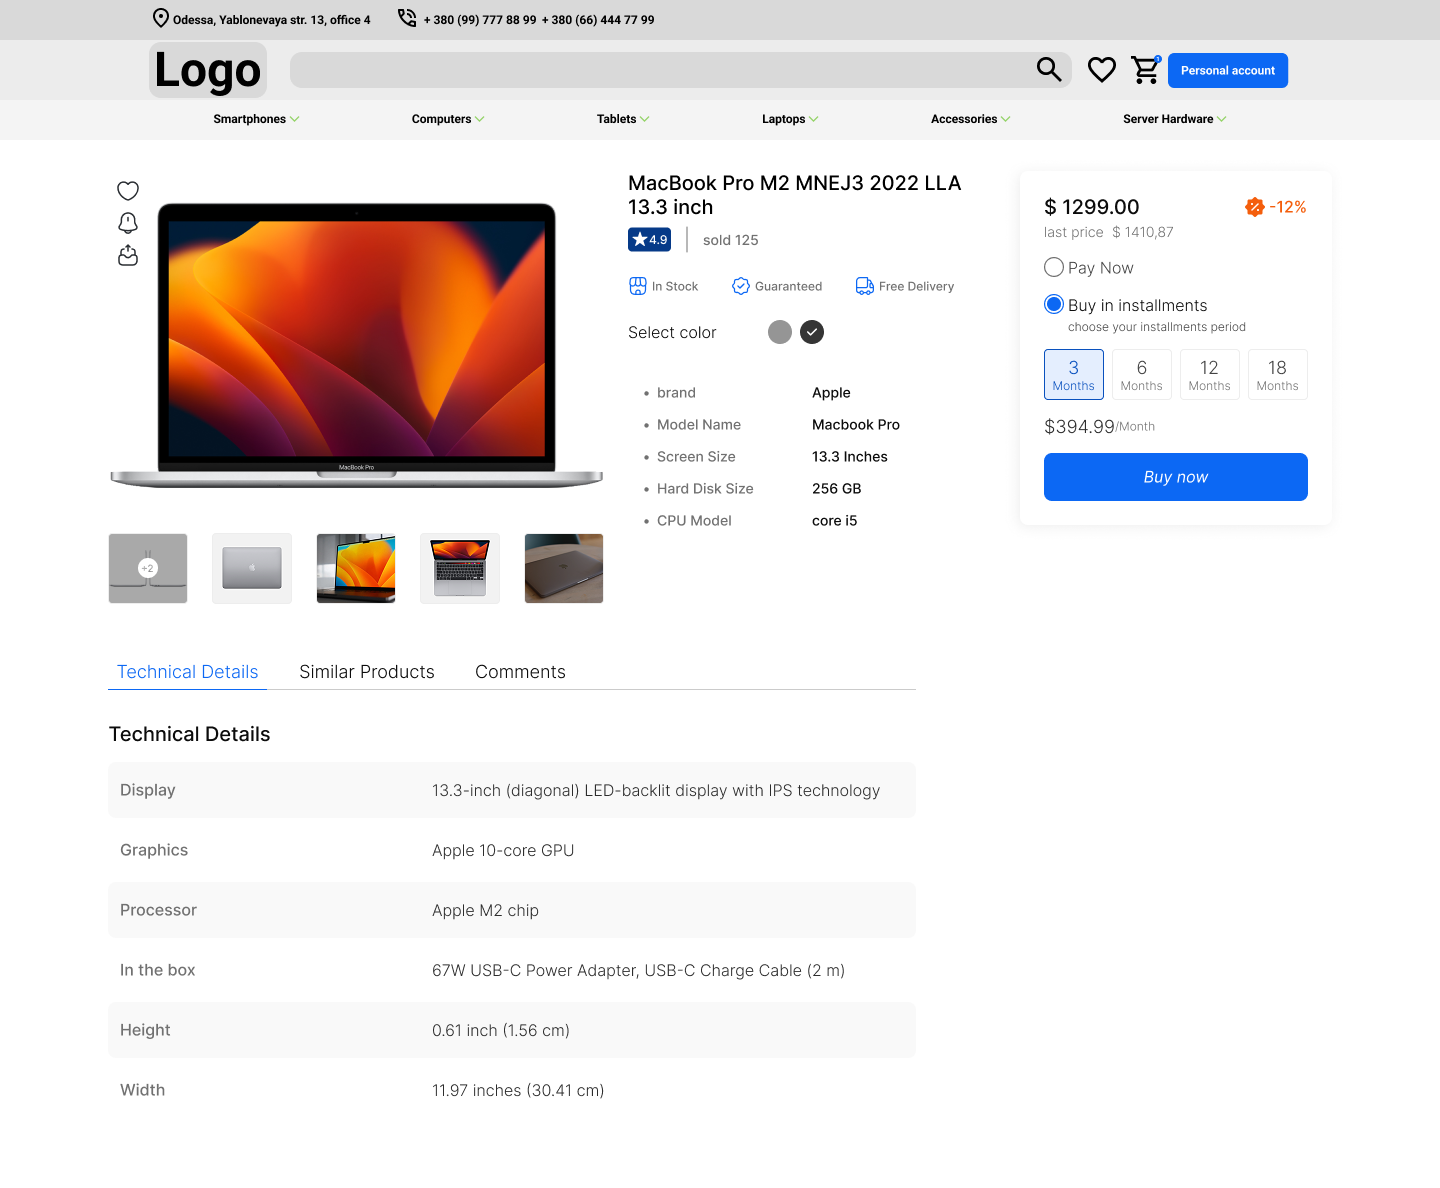 Odessa, Yablonevaya str. 13, office 4
+ 380 (99) 777 88 99 + 380 (66) 444 77 99
Logo
1
Personal account
Smartphones
Computers
Tablets
Laptops
Accessories
Server Hardware
MacBook Pro
+2
MacBook Pro M2 MNEJ3 2022 LLA
13.3 inch
4.9
sold 125
In Stock
Guaranteed
Free Delivery
Select color
• brand Apple
• Model Name Macbook Pro
• Screen Size 13.3 Inches
• Hard Disk Size 256 GB
• CPU Model core i5
$ 1299.00
-12%
last price $ 1410,87
Pay Now
Buy in installments
choose your installments period
3
Months
6
Months
12
Months
18
Months
$394.99/Month
Buy now
Technical Details
Similar Products
Comments
Technical Details
Display 13.3-inch (diagonal) LED-backlit display with IPS technology
Graphics Apple 10-core GPU
Processor Apple M2 chip
In the box 67W USB-C Power Adapter, USB-C Charge Cable (2 m)
Height 0.61 inch (1.56 cm)
Width 11.97 inches (30.41 cm)